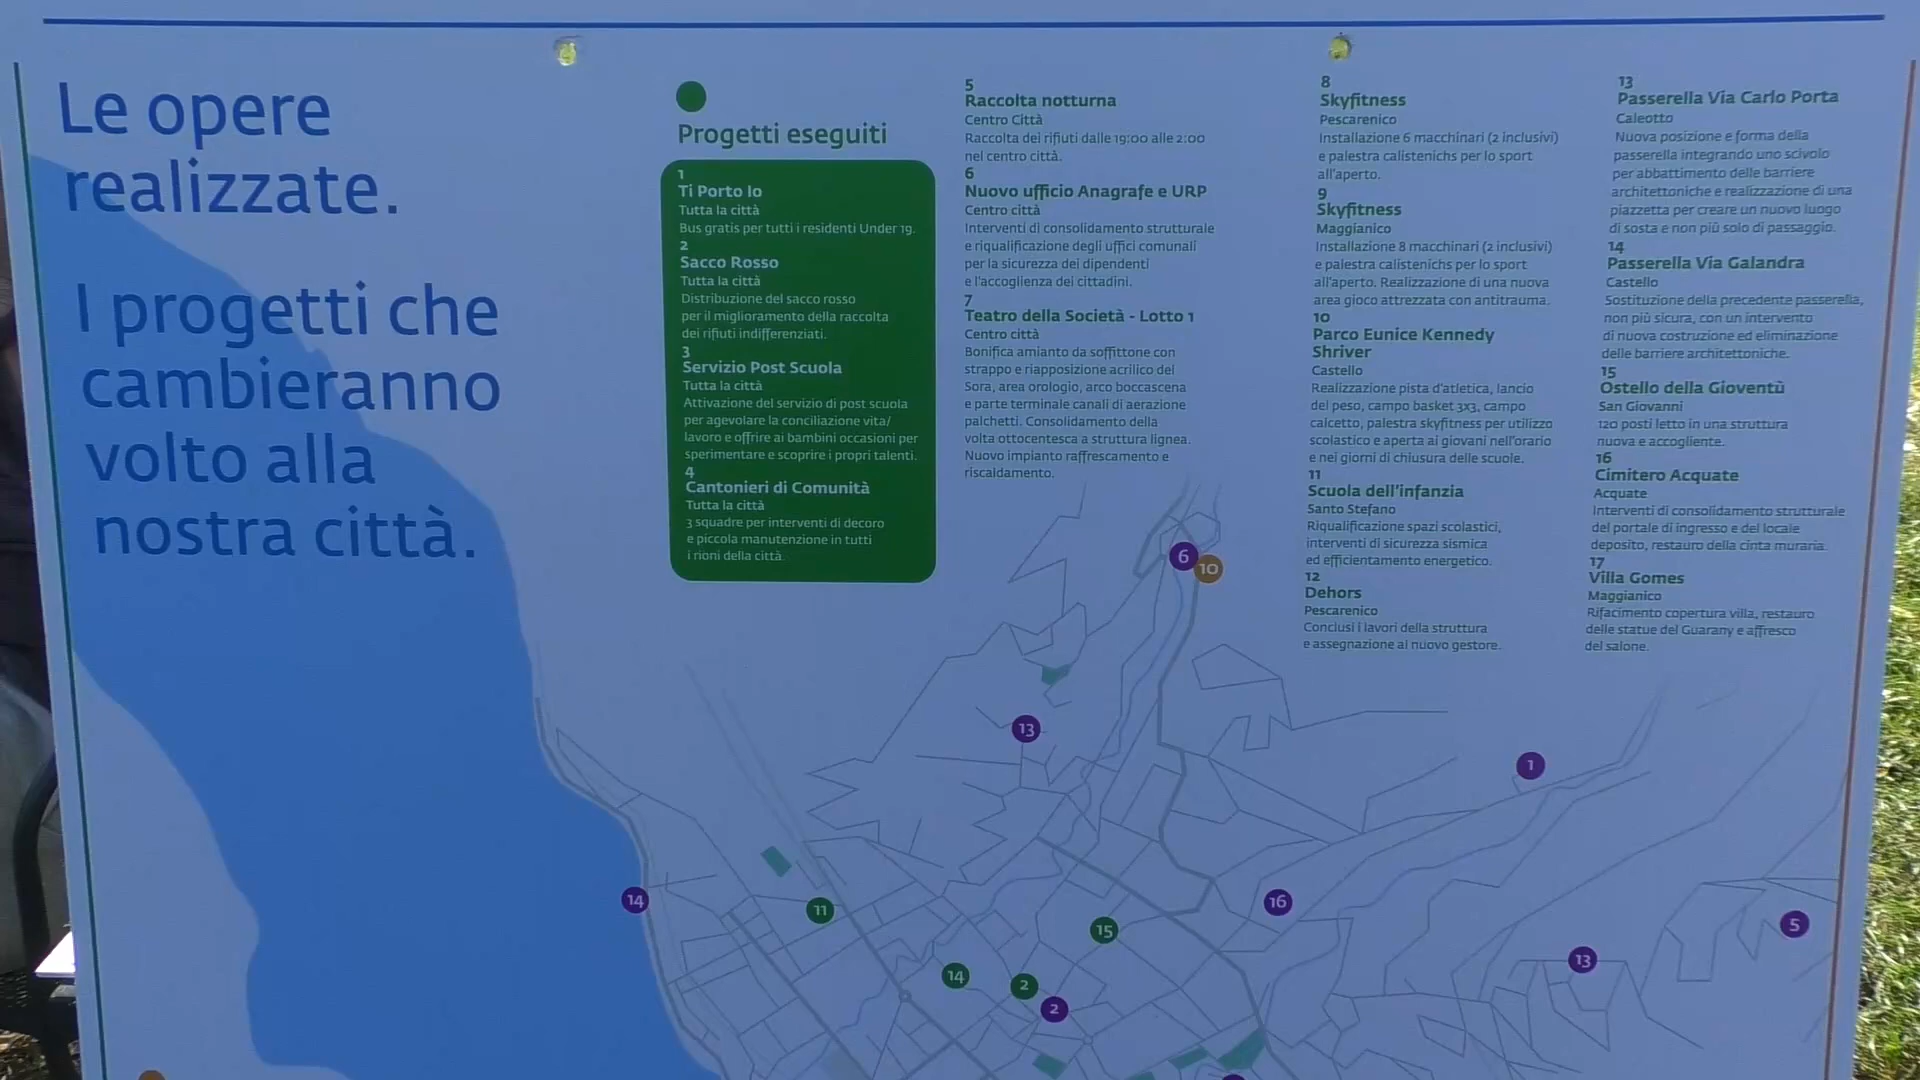 Le opere
realizzate.
I progetti che
cambieranno
volto alla
nostra città.
Progetti eseguiti
1
Ti Porto Io
Tutta la città
Bus gratis per tutti i residenti Under 19.
2
Sacco Rosso
Tutta la città
Distribuzione del sacco rosso
per il miglioramento della raccolta
dei rifiuti indifferenziati.
3
Servizio Post Scuola
Tutta la città
Attivazione del servizio di post scuola
per agevolare la conciliazione vita/
lavoro e offrire ai bambini occasioni per
sperimentare e scoprire i propri talenti.
4
Cantonieri di Comunità
Tutta la città
3 squadre per interventi di decoro
e piccola manutenzione in tutti
i rioni della città.
5
Raccolta notturna
Centro Città
Raccolta dei rifiuti dalle 19:00 alle 2:00
nel centro città.
6
Nuovo ufficio Anagrafe e URP
Centro città
Interventi di consolidamento strutturale
e riqualificazione degli uffici comunali
per la sicurezza dei dipendenti
e l'accoglienza dei cittadini.
7
Teatro della Società - Lotto 1
Centro città
Bonifica amianto da soffittone con
strappo e riapposizione acrilico del
Sora, area orologio, arco boccascena
e parte terminale canali di aerazione
palchetti. Consolidamento della
volta ottocentesca a struttura lignea.
Nuovo impianto raffrescamento e
riscaldamento.
8
Skyfitness
Pescarenico
Installazione 6 macchinari (2 inclusivi)
e palestra calistenichs per lo sport
all'aperto.
9
Skyfitness
Maggianico
Installazione 8 macchinari (2 inclusivi)
e palestra calistenichs per lo sport
all'aperto. Realizzazione di una nuova
area gioco attrezzata con antitrauma.
10
Parco Eunice Kennedy
Shriver
Castello
Realizzazione pista d'atletica, lancio
del peso, campo basket 3x3, campo
calcetto, palestra skyfitness per utilizzo
scolastico e aperta ai giovani nell'orario
e nei giorni di chiusura delle scuole.
11
Scuola dell'infanzia
Santo Stefano
Riqualificazione spazi scolastici,
interventi di sicurezza sismica
ed efficientamento energetico.
12
Dehors
Pescarenico
Conclusi i lavori della struttura
e assegnazione al nuovo gestore.
13
Passerella Via Carlo Porta
Caleotto
Nuova posizione e forma della
passerella integrando uno scivolo
per abbattimento delle barriere
architettoniche e realizzazione di una
piazzetta per creare un nuovo luogo
di sosta e non più solo di passaggio.
14
Passerella Via Galandra
Castello
Sostituzione della precedente passerella,
non più sicura, con un intervento
di nuova costruzione ed eliminazione
delle barriere architettoniche.
15
Ostello della Gioventù
San Giovanni
120 posti letto in una struttura
nuova e accogliente.
16
Cimitero Acquate
Acquate
Interventi di consolidamento strutturale
del portale di ingresso e del locale
deposito, restauro della cinta muraria.
17
Villa Gomes
Maggianico
Rifacimento copertura villa, restauro
delle statue del Guarany e affresco
del salone.
6
10
13
1
14
11
15
16
5
13
14
2
2